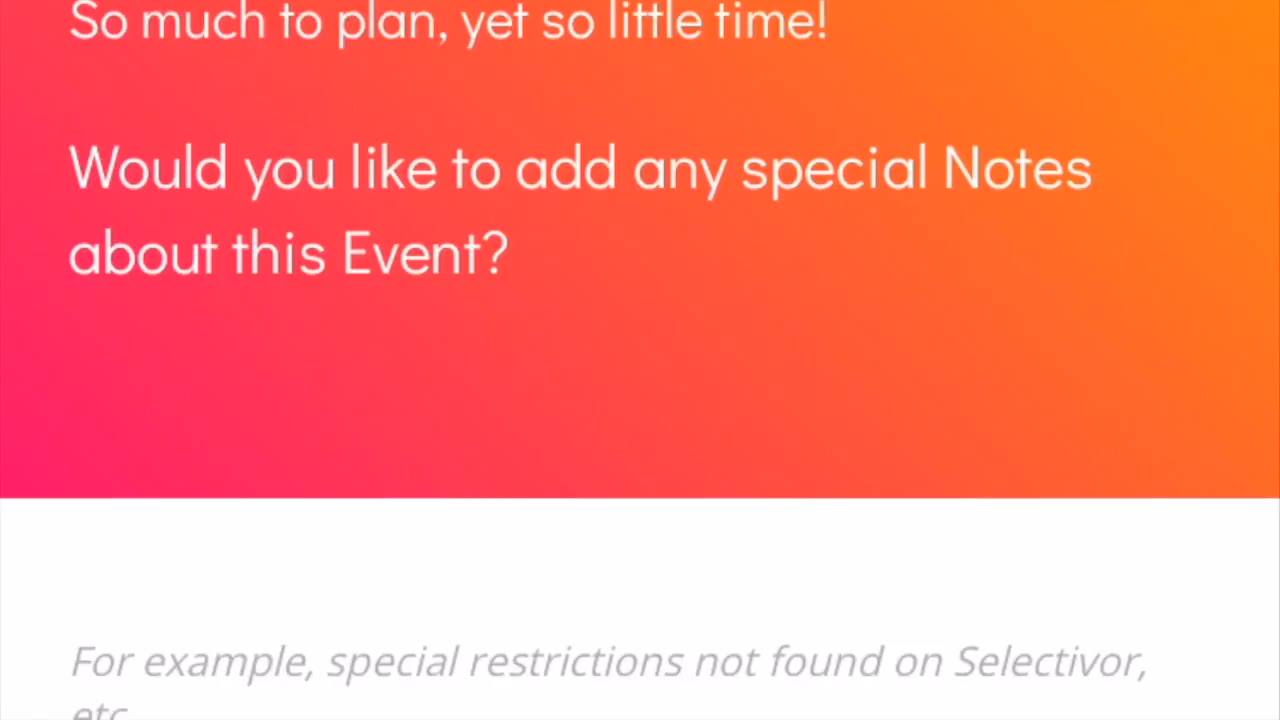 So much to plan, yet so little time!
Would you like to add any special Notes
about this Event?
For example, special restrictions not found on Selectivor,
etc